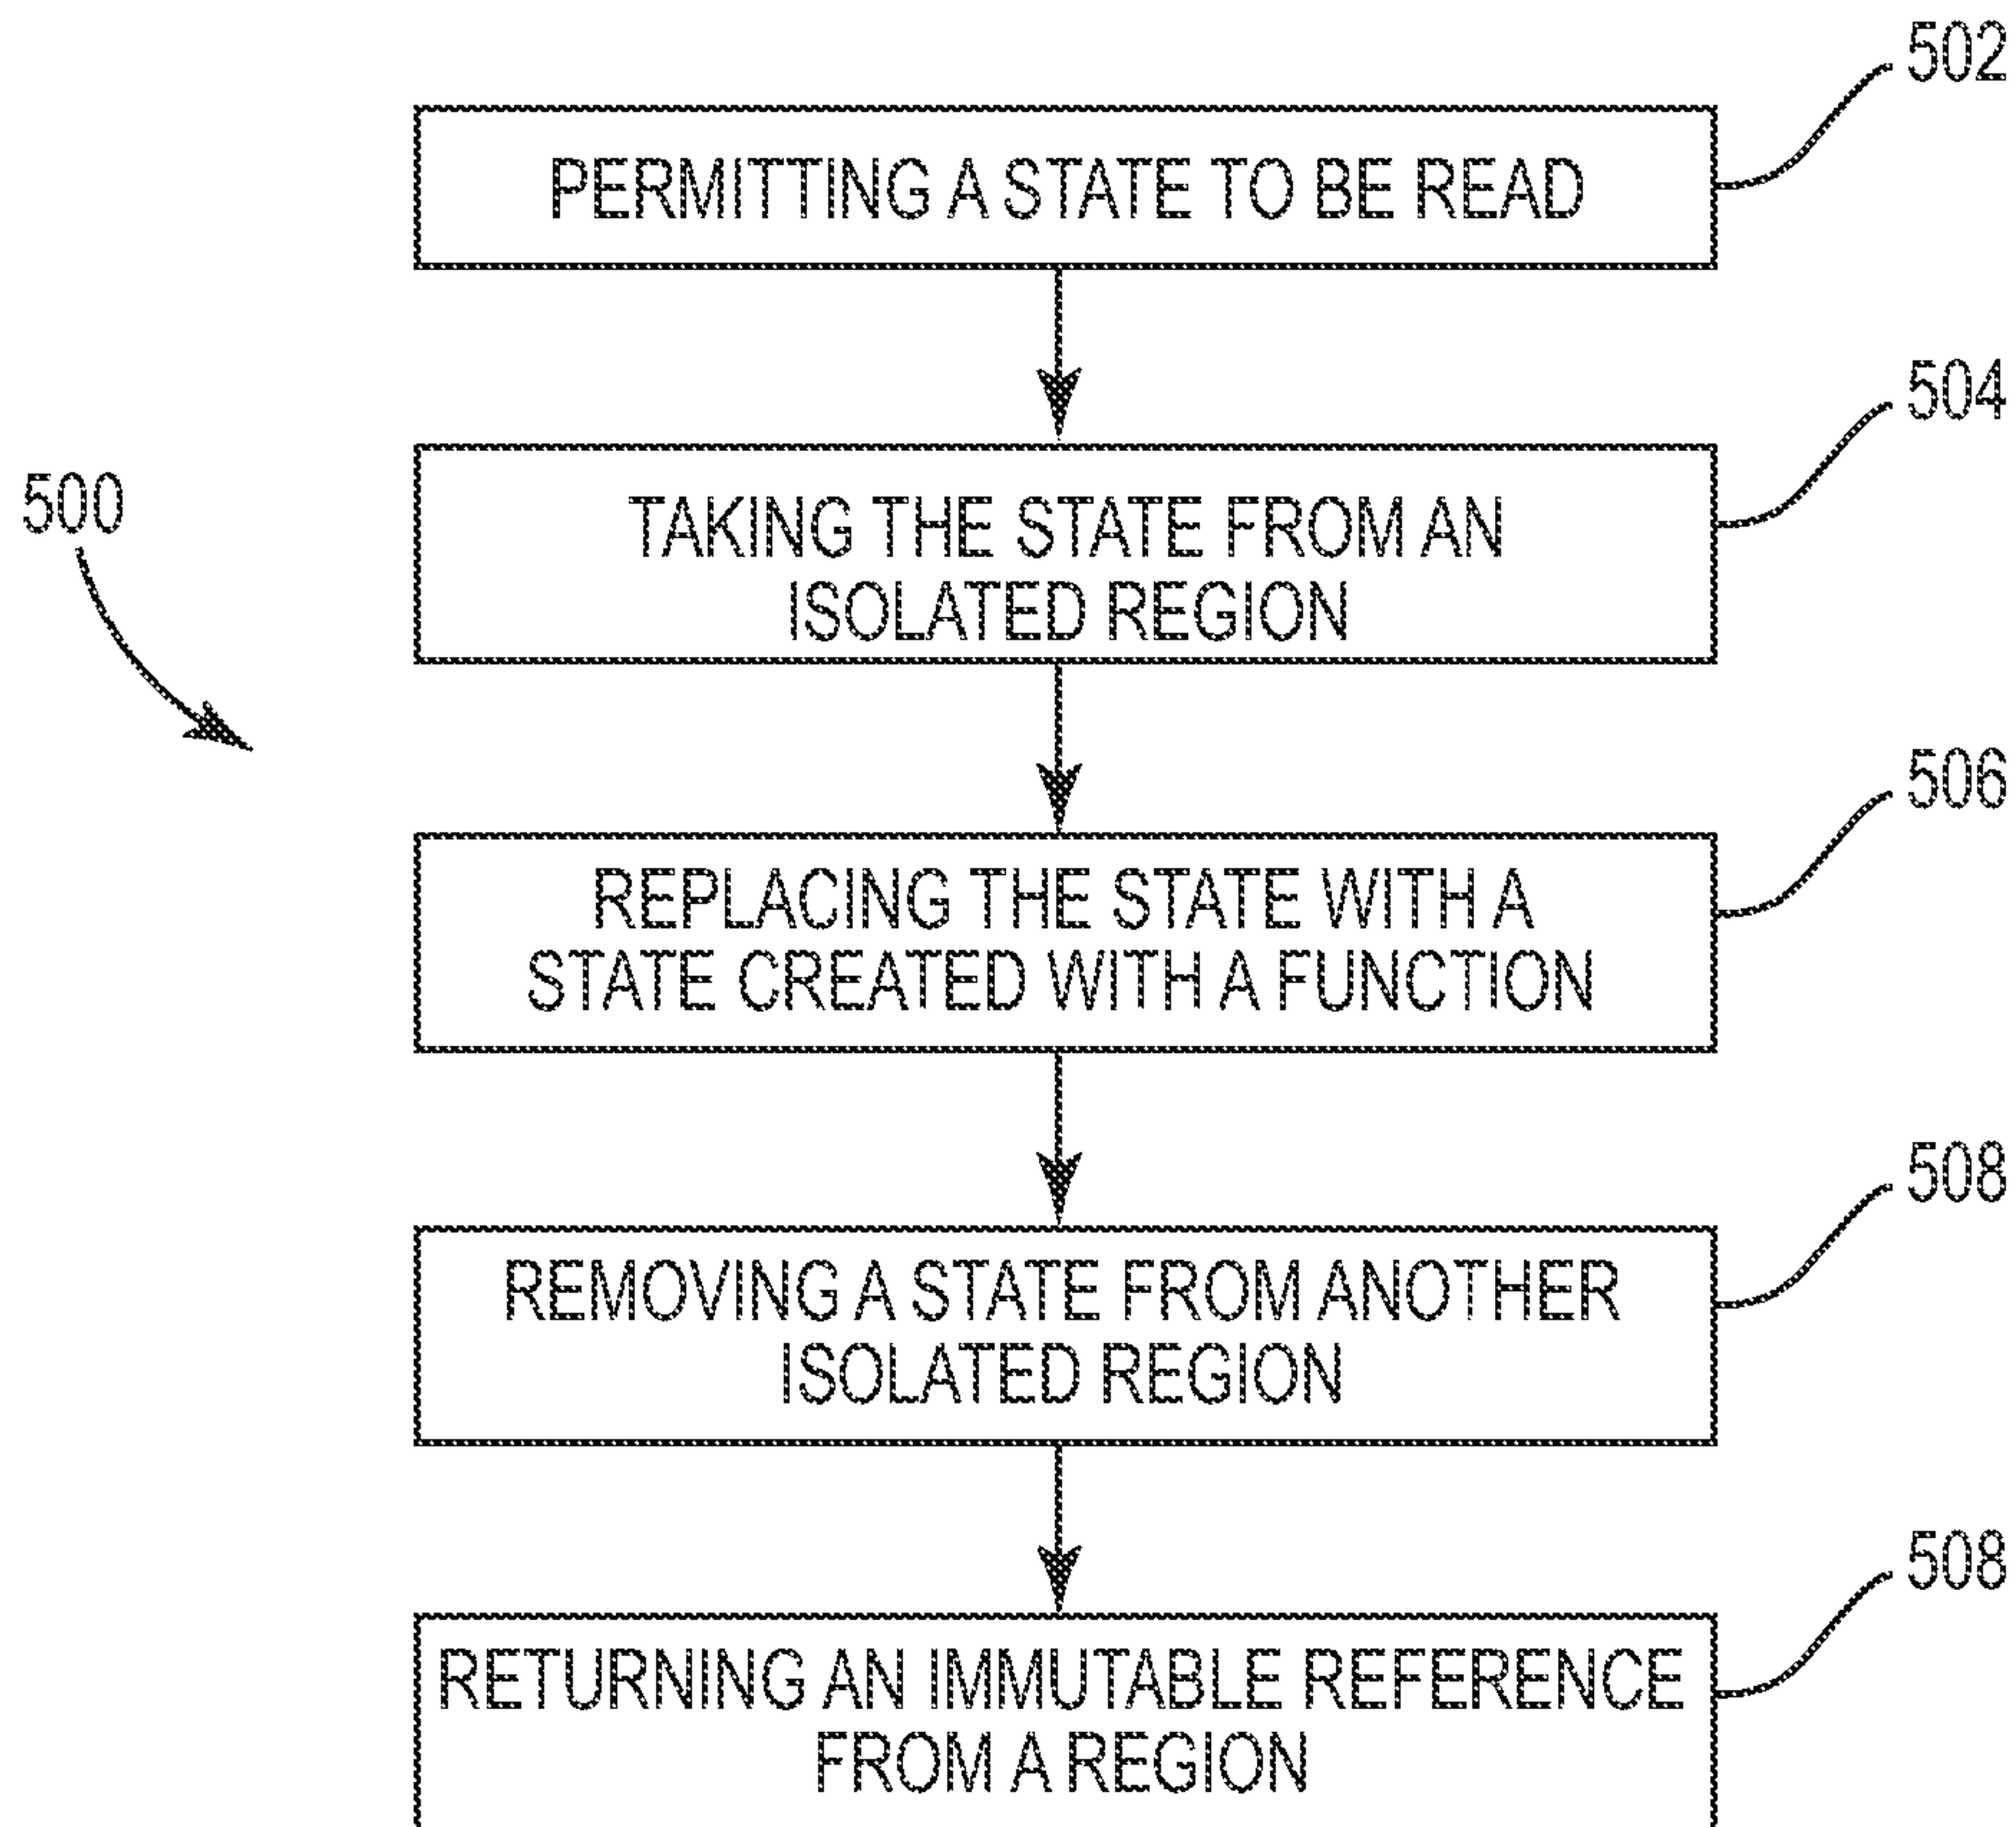 502
PERMITTING A STATE TO BE READ
504
TAKING THE STATE FROM AN
ISOLATED REGION
500
506
REPLACING THE STATE WITH A
STATE CREATED WITH A FUNCTION
508
REMOVING A STATE FROM ANOTHER
ISOLATED REGION
508
RETURNING AN IMMUTABLE REFERENCE
FROM A REGION